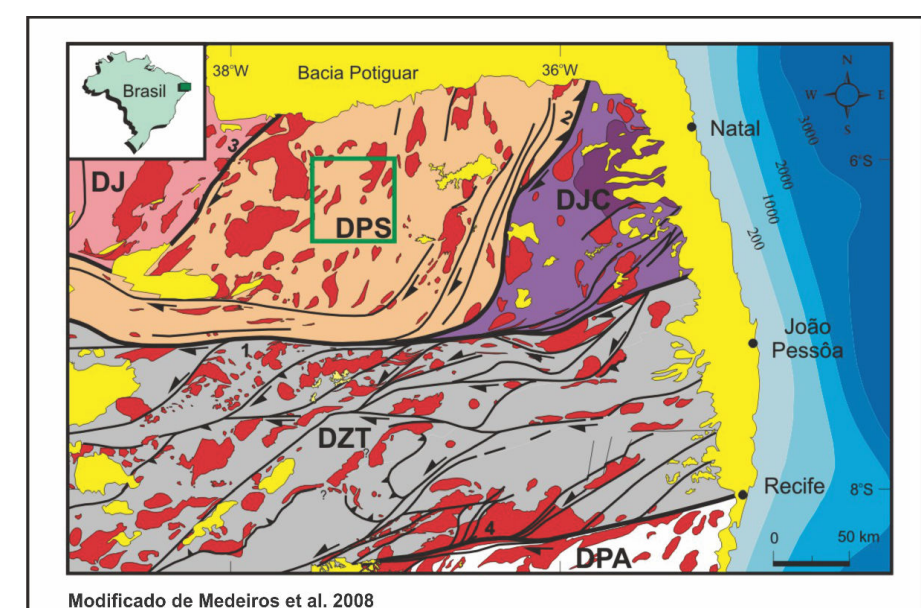 Brasil
38°W
Bacia Potiguar
36°W
N
W E
S
3000
2000
1000
200
Natal
6°S
3
2
DJ
DPS
DJC
João
Pessôa
1
DZT
?
?
Recife
8°S
4
DPA
0 50 km
Modificado de Medeiros et al. 2008